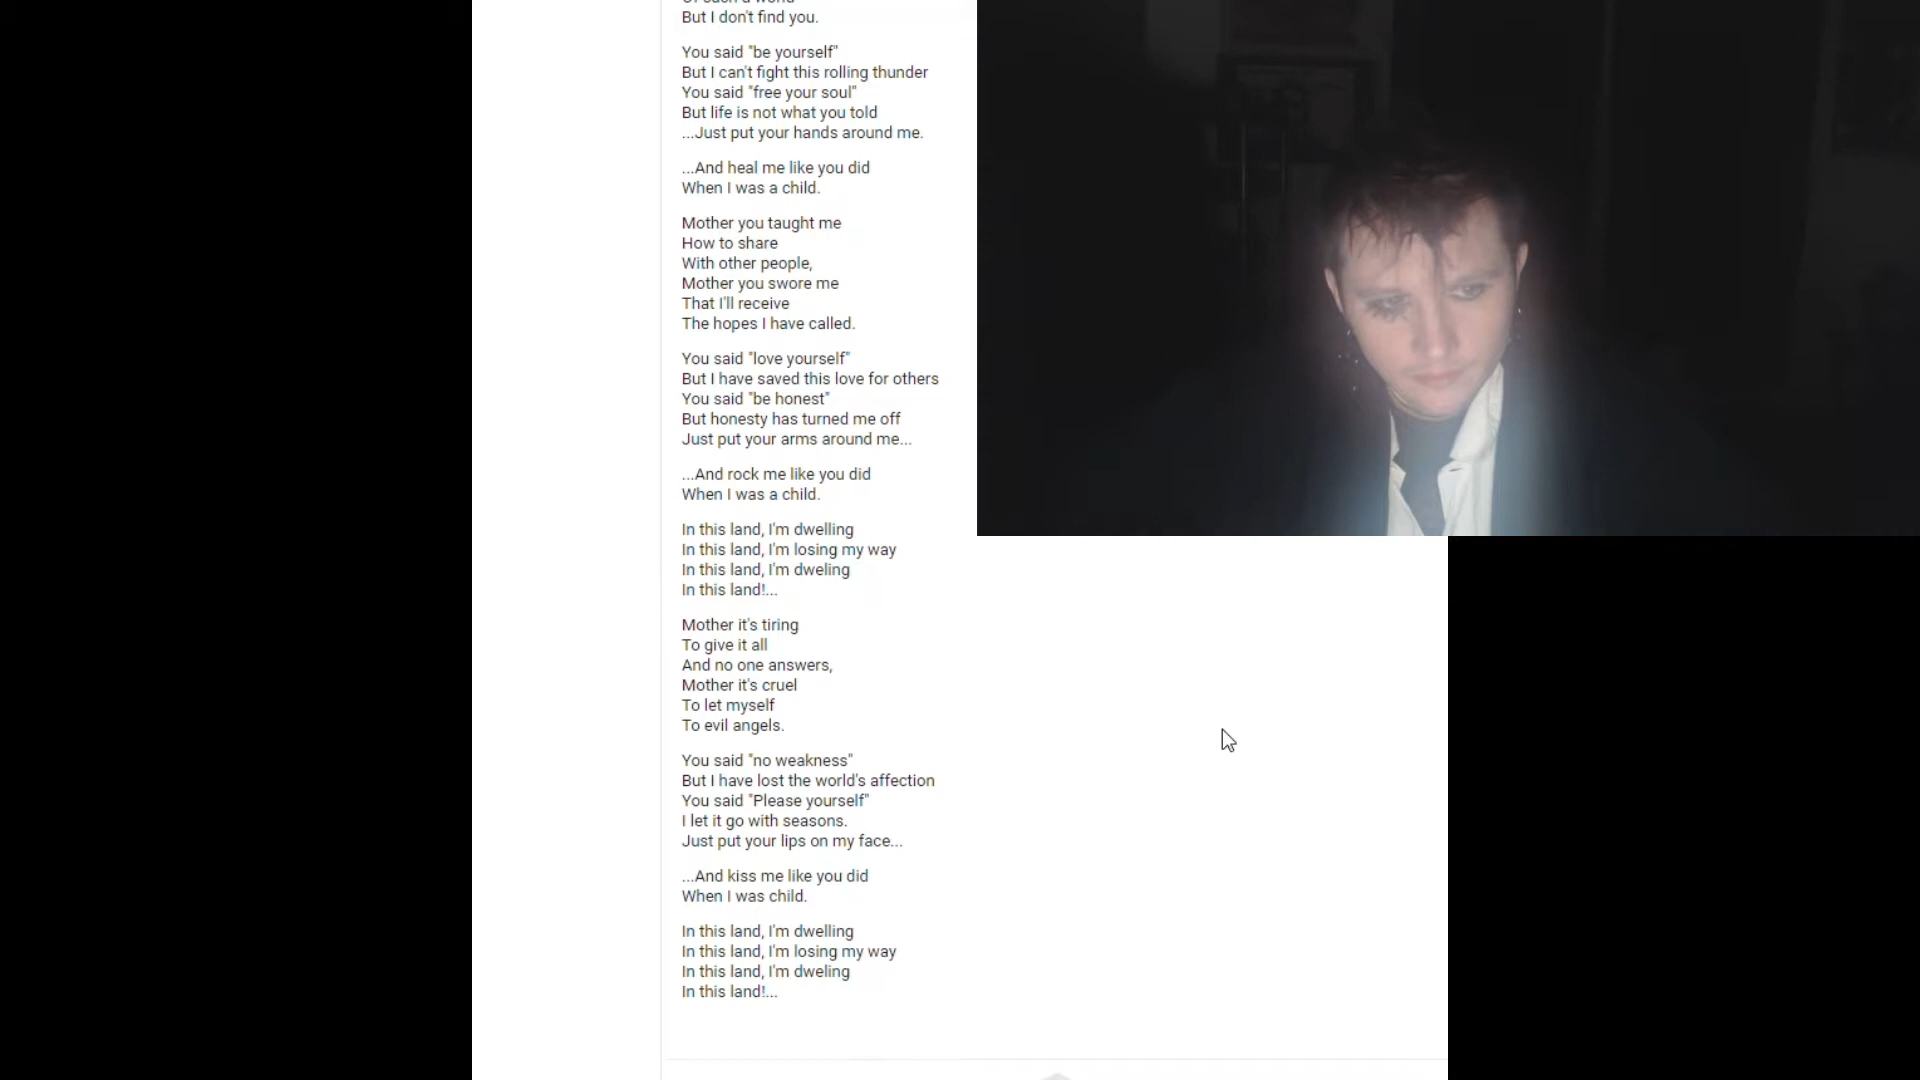 But I don't find you.
You said "be yourself"
But I can't fight this rolling thunder
You said "free your soul"
But life is not what you told
...Just put your hands around me.
...And heal me like you did
When I was a child.
Mother you taught me
How to share
With other people,
Mother you swore me
That I'll receive
The hopes I have called.
You said "love yourself"
But I have saved this love for others
You said "be honest"
But honesty has turned me off
Just put your arms around me...
...And rock me like you did
When I was a child.
In this land, I'm dwelling
In this land, I'm losing my way
In this land, I'm dweling
In this land!...
Mother it's tiring
To give it all
And no one answers,
Mother it's cruel
To let myself
To evil angels.
You said "no weakness"
But I have lost the world's affection
You said "Please yourself"
I let it go with seasons.
Just put your lips on my face...
...And kiss me like you did
When I was child.
In this land, I'm dwelling
In this land, I'm losing my way
In this land, I'm dweling
In this land!...